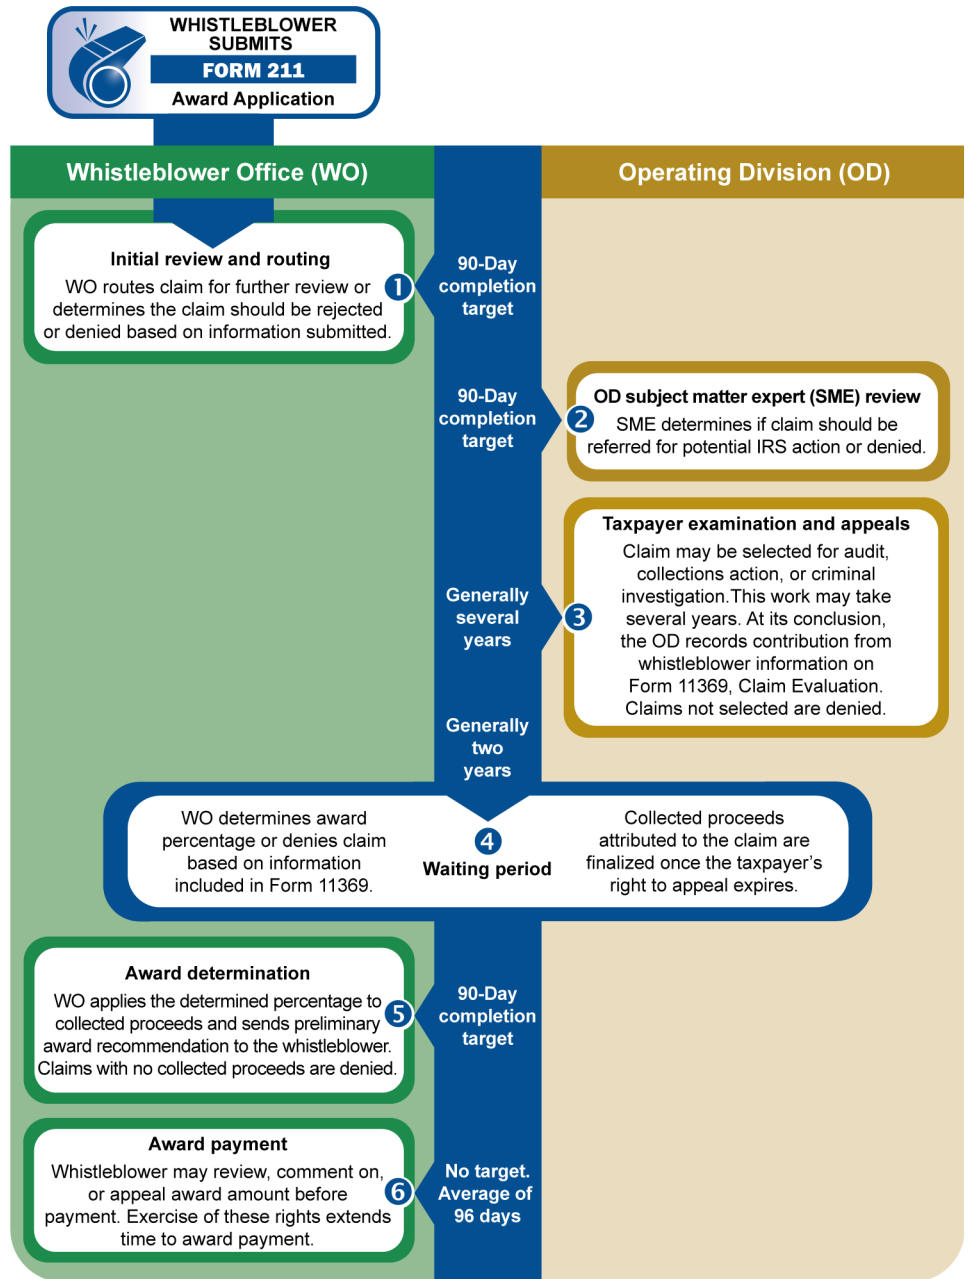 WHISTLEBLOWER
SUBMITS
FORM 211
Award Application
Whistleblower Office (WO)
Operating Division (OD)
Initial review and routing
WO routes claim for further review or
determines the claim should be rejected
or denied based on information submitted.
1
90-Day
completion
target
90-Day
completion
target
2
OD subject matter expert (SME) review
SME determines if claim should be
referred for potential IRS action or denied.
Generally
several
years
3
Taxpayer examination and appeals
Claim may be selected for audit,
collections action, or criminal
investigation.This work may take
several years. At its conclusion,
the OD records contribution from
whistleblower information on
Form 11369, Claim Evaluation.
Claims not selected are denied.
Generally
two
years
WO determines award
percentage or denies claim
based on information
included in Form 11369.
4
Waiting period
Collected proceeds
attributed to the claim are
finalized once the taxpayer’s
right to appeal expires.
Award determination
WO applies the determined percentage to
collected proceeds and sends preliminary
award recommendation to the whistleblower.
Claims with no collected proceeds are denied.
5
90-Day
completion
target
Award payment
Whistleblower may review, comment on,
or appeal award amount before
payment. Exercise of these rights extends
time to award payment.
6
No target.
Average of
96 days